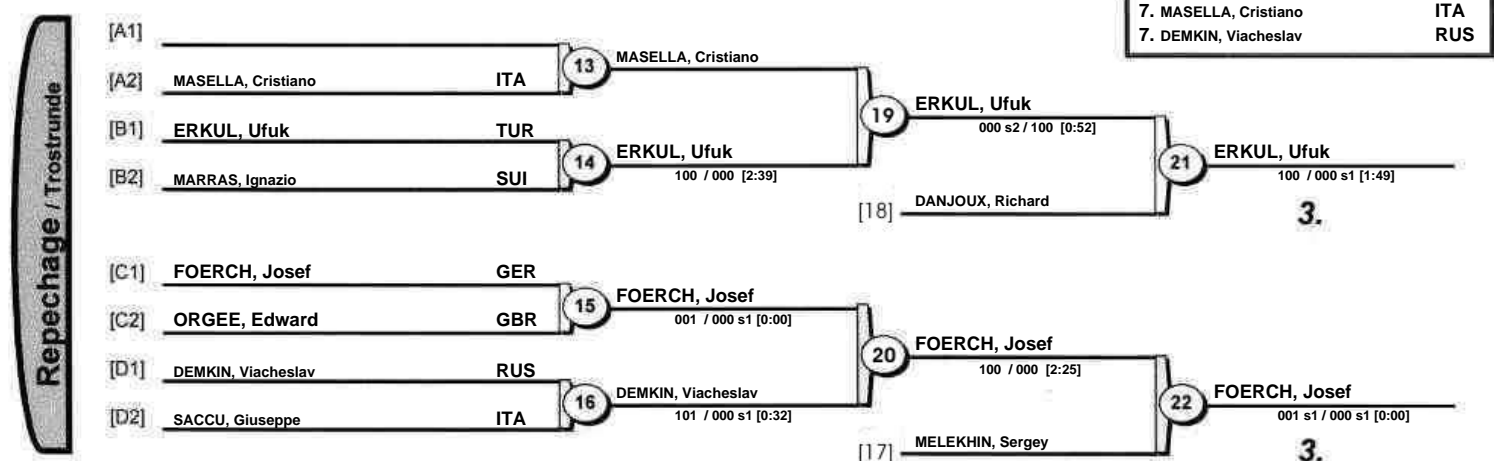 7. MASELLA, Cristiano ITA
7. DEMKIN, Viacheslav RUS
Repechage / Trostrunde
[A1]
13 MASELLA, Cristiano
[A2] MASELLA, Cristiano ITA
19 ERKUL, Ufuk
000 s2 / 100 [0:52]
[B1] ERKUL, Ufuk TUR
14 ERKUL, Ufuk
100 / 000 [2:39]
21 ERKUL, Ufuk
100 / 000 s1 [1:49]
[B2] MARRAS, Ignazio SUI
[18] DANJOUX, Richard
3.
[C1] FOERCH, Josef GER
15 FOERCH, Josef
001 / 000 s1 [0:00]
[C2] ORGEE, Edward GBR
20 FOERCH, Josef
100 / 000 [2:25]
[D1] DEMKIN, Viacheslav RUS
16 DEMKIN, Viacheslav
101 / 000 s1 [0:32]
22 FOERCH, Josef
001 s1 / 000 s1 [0:00]
[D2] SACCU, Giuseppe ITA
[17] MELEKHIN, Sergey
3.